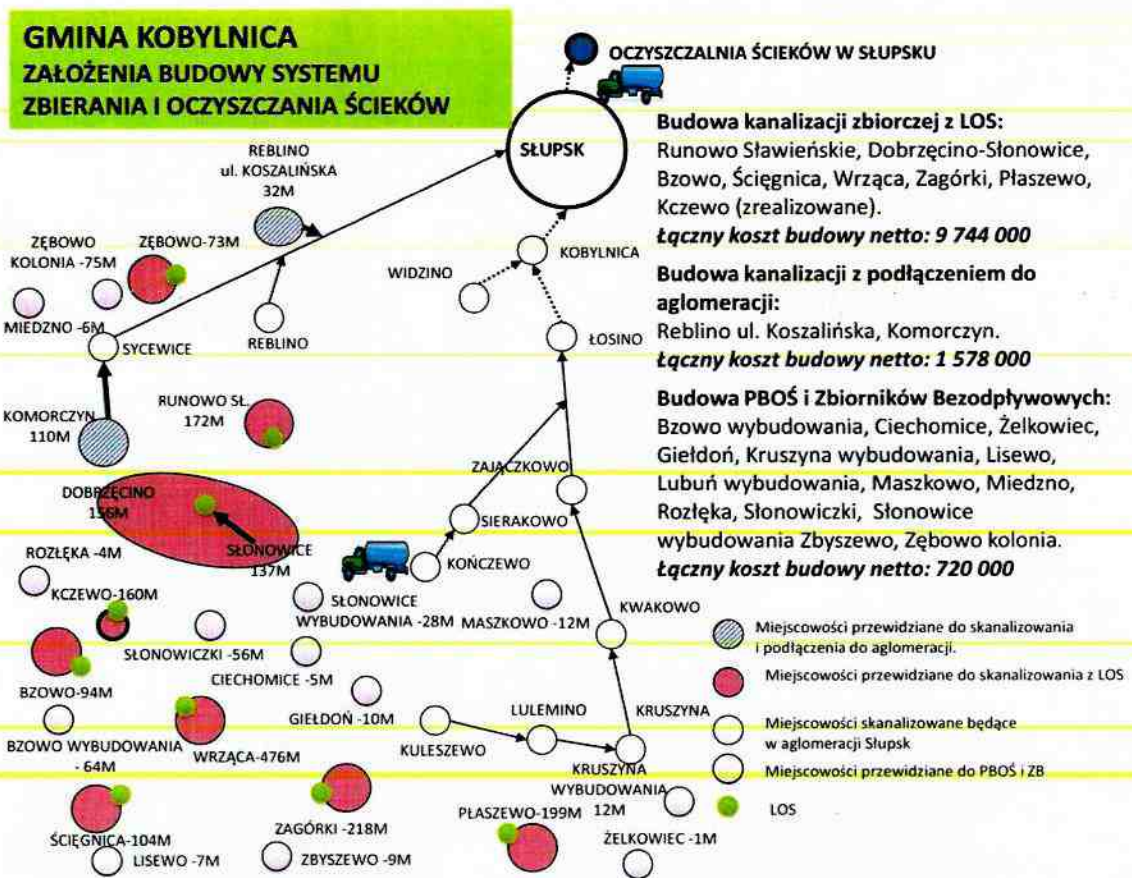 GMINA KOBYLNICA
ZAŁOŻENIA BUDOWY SYSTEMU
ZBIERANIA I OCZYSZCZANIA ŚCIEKÓW
OCZYSZCZALNIA ŚCIEKÓW W SŁUPSKU
SŁUPSK
REBLINO
ul. KOSZALIŃSKA
32M
ZĘBOWO
KOLONIA -75M
ZĘBOWO-73M
MIEDZNO -6M
SYCEWICE
REBLINO
WIDZINO
KOBYLNICA
ŁOSINO
KOMORCZYN
110M
RUNOWO SŁ.
172M
DOBRZĘCINO
156M
SŁONOWICE
137M
ZAJĄCZKOWO
SIERAKOWO
KOŃCZEWO
ROZŁĘKA -4M
KCZEWO-160M
SŁONOWICE
WYBUDOWANIA -28M
MASZKOWO -12M
KWAKOWO
SŁONOWICZKI -56M
CIECHOMICE -5M
BZOWO-94M
GIEŁDOŃ -10M
BZOWO WYBUDOWANIA
- 64M
WRZĄCA-476M
KULESZEWO
LULEMINO
KRUSZYNA
KRUSZYNA
WYBUDOWANIA
12M
ŚCIĘGNICA-104M
LISEWO -7M
ZAGÓRKI -218M
ZBYSZEWO -9M
PŁASZEWO-199M
ŻELKOWIEC -1M
Budowa kanalizacji zbiorczej z LOS:
Runowo Sławieńskie, Dobrzęcino-Słonowice,
Bzowo, Ścięgnica, Wrząca, Zagórki, Płaszewo,
Kczewo (zrealizowane).
Łączny koszt budowy netto: 9 744 000
Budowa kanalizacji z podłączeniem do
aglomeracji:
Reblino ul. Koszalińska, Komorczyn.
Łączny koszt budowy netto: 1 578 000
Budowa PBOŚ i Zbiorników Bezodpływowych:
Bzowo wybudowania, Ciechomice, Żelkowiec,
Giełdoń, Kruszyna wybudowania, Lisewo,
Lubuń wybudowania, Maszkowo, Miedzno,
Rozłęka, Słonowiczki, Słonowice
wybudowania Zbyszewo, Zębowo kolonia.
Łączny koszt budowy netto: 720 000
Miejscowości przewidziane do skanalizowania
i podłączenia do aglomeracji.
Miejscowości przewidziane do skanalizowania z LOS
Miejscowości skanalizowane będące
w aglomeracji Słupsk
Miejscowości przewidziane do PBOŚ i ZB
LOS